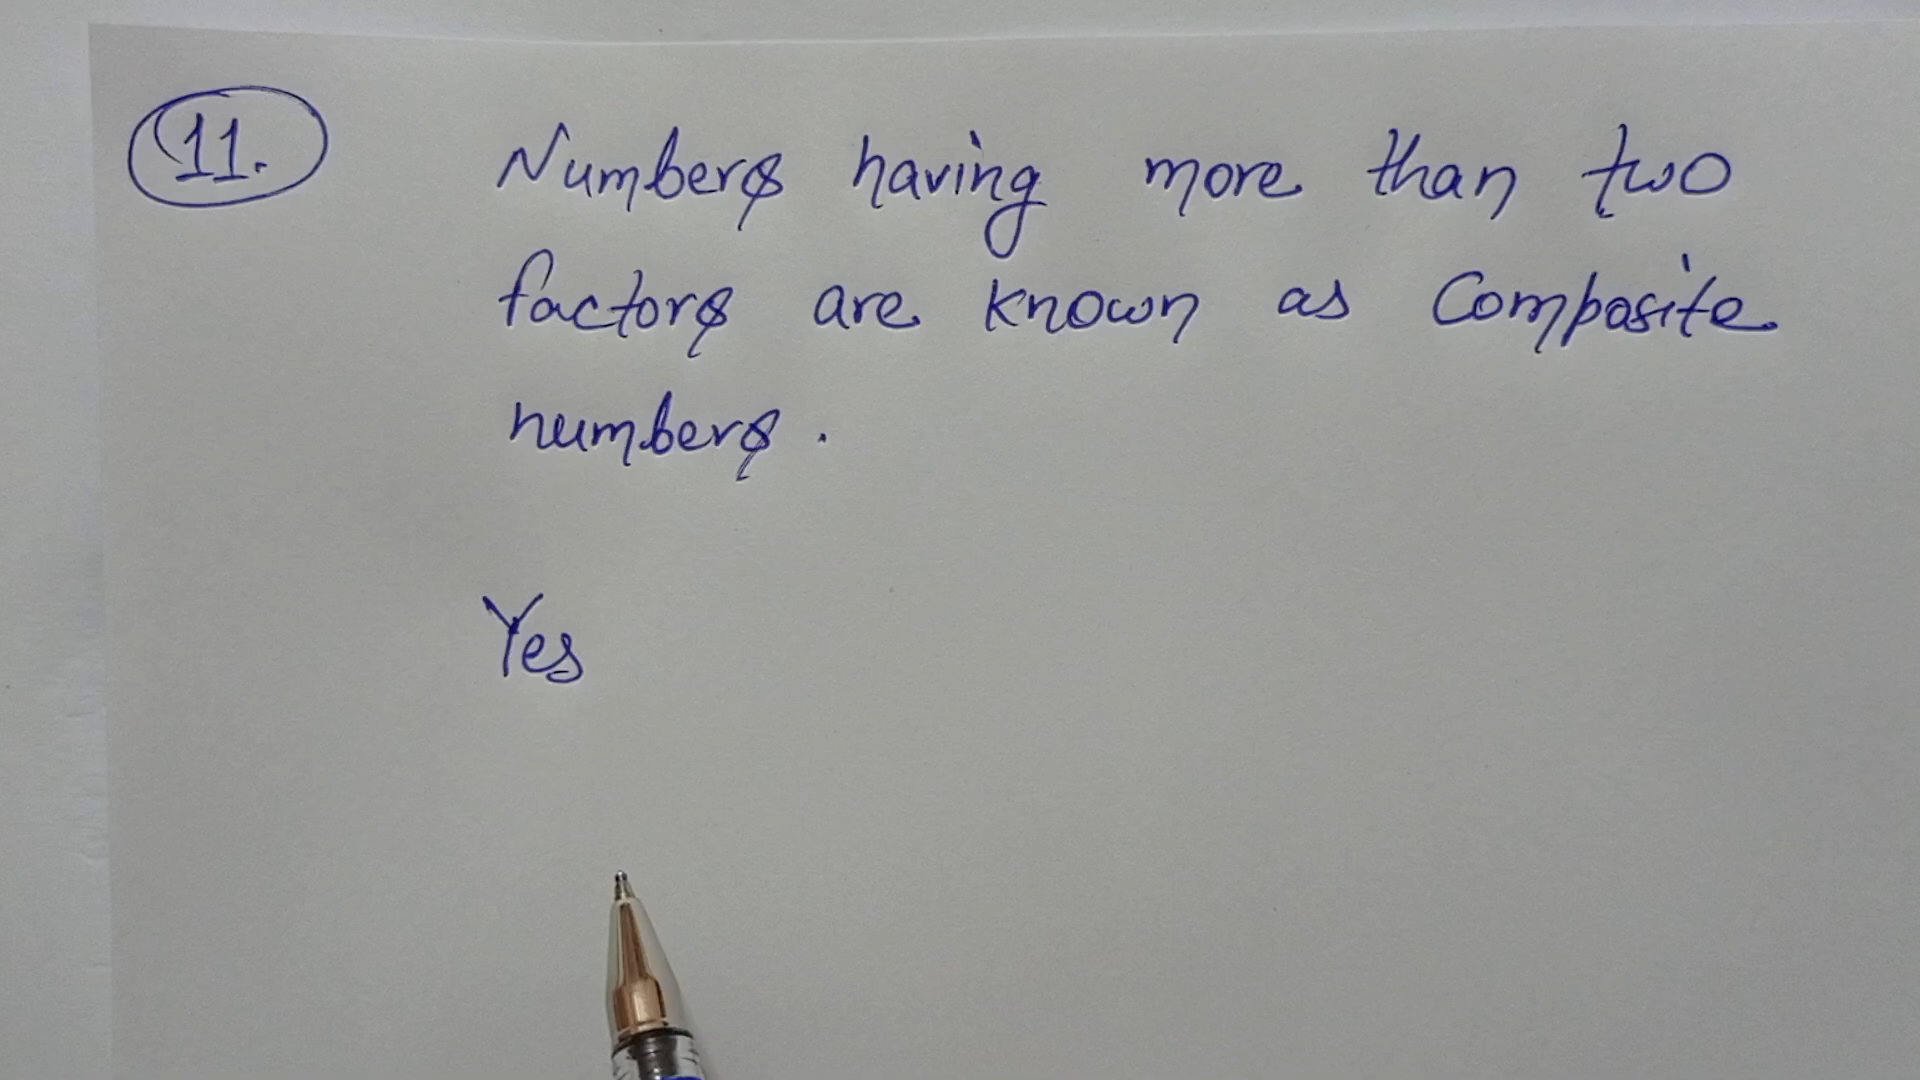 11. Numbers having more than two
factors are known as Composite
numbers.
Yes